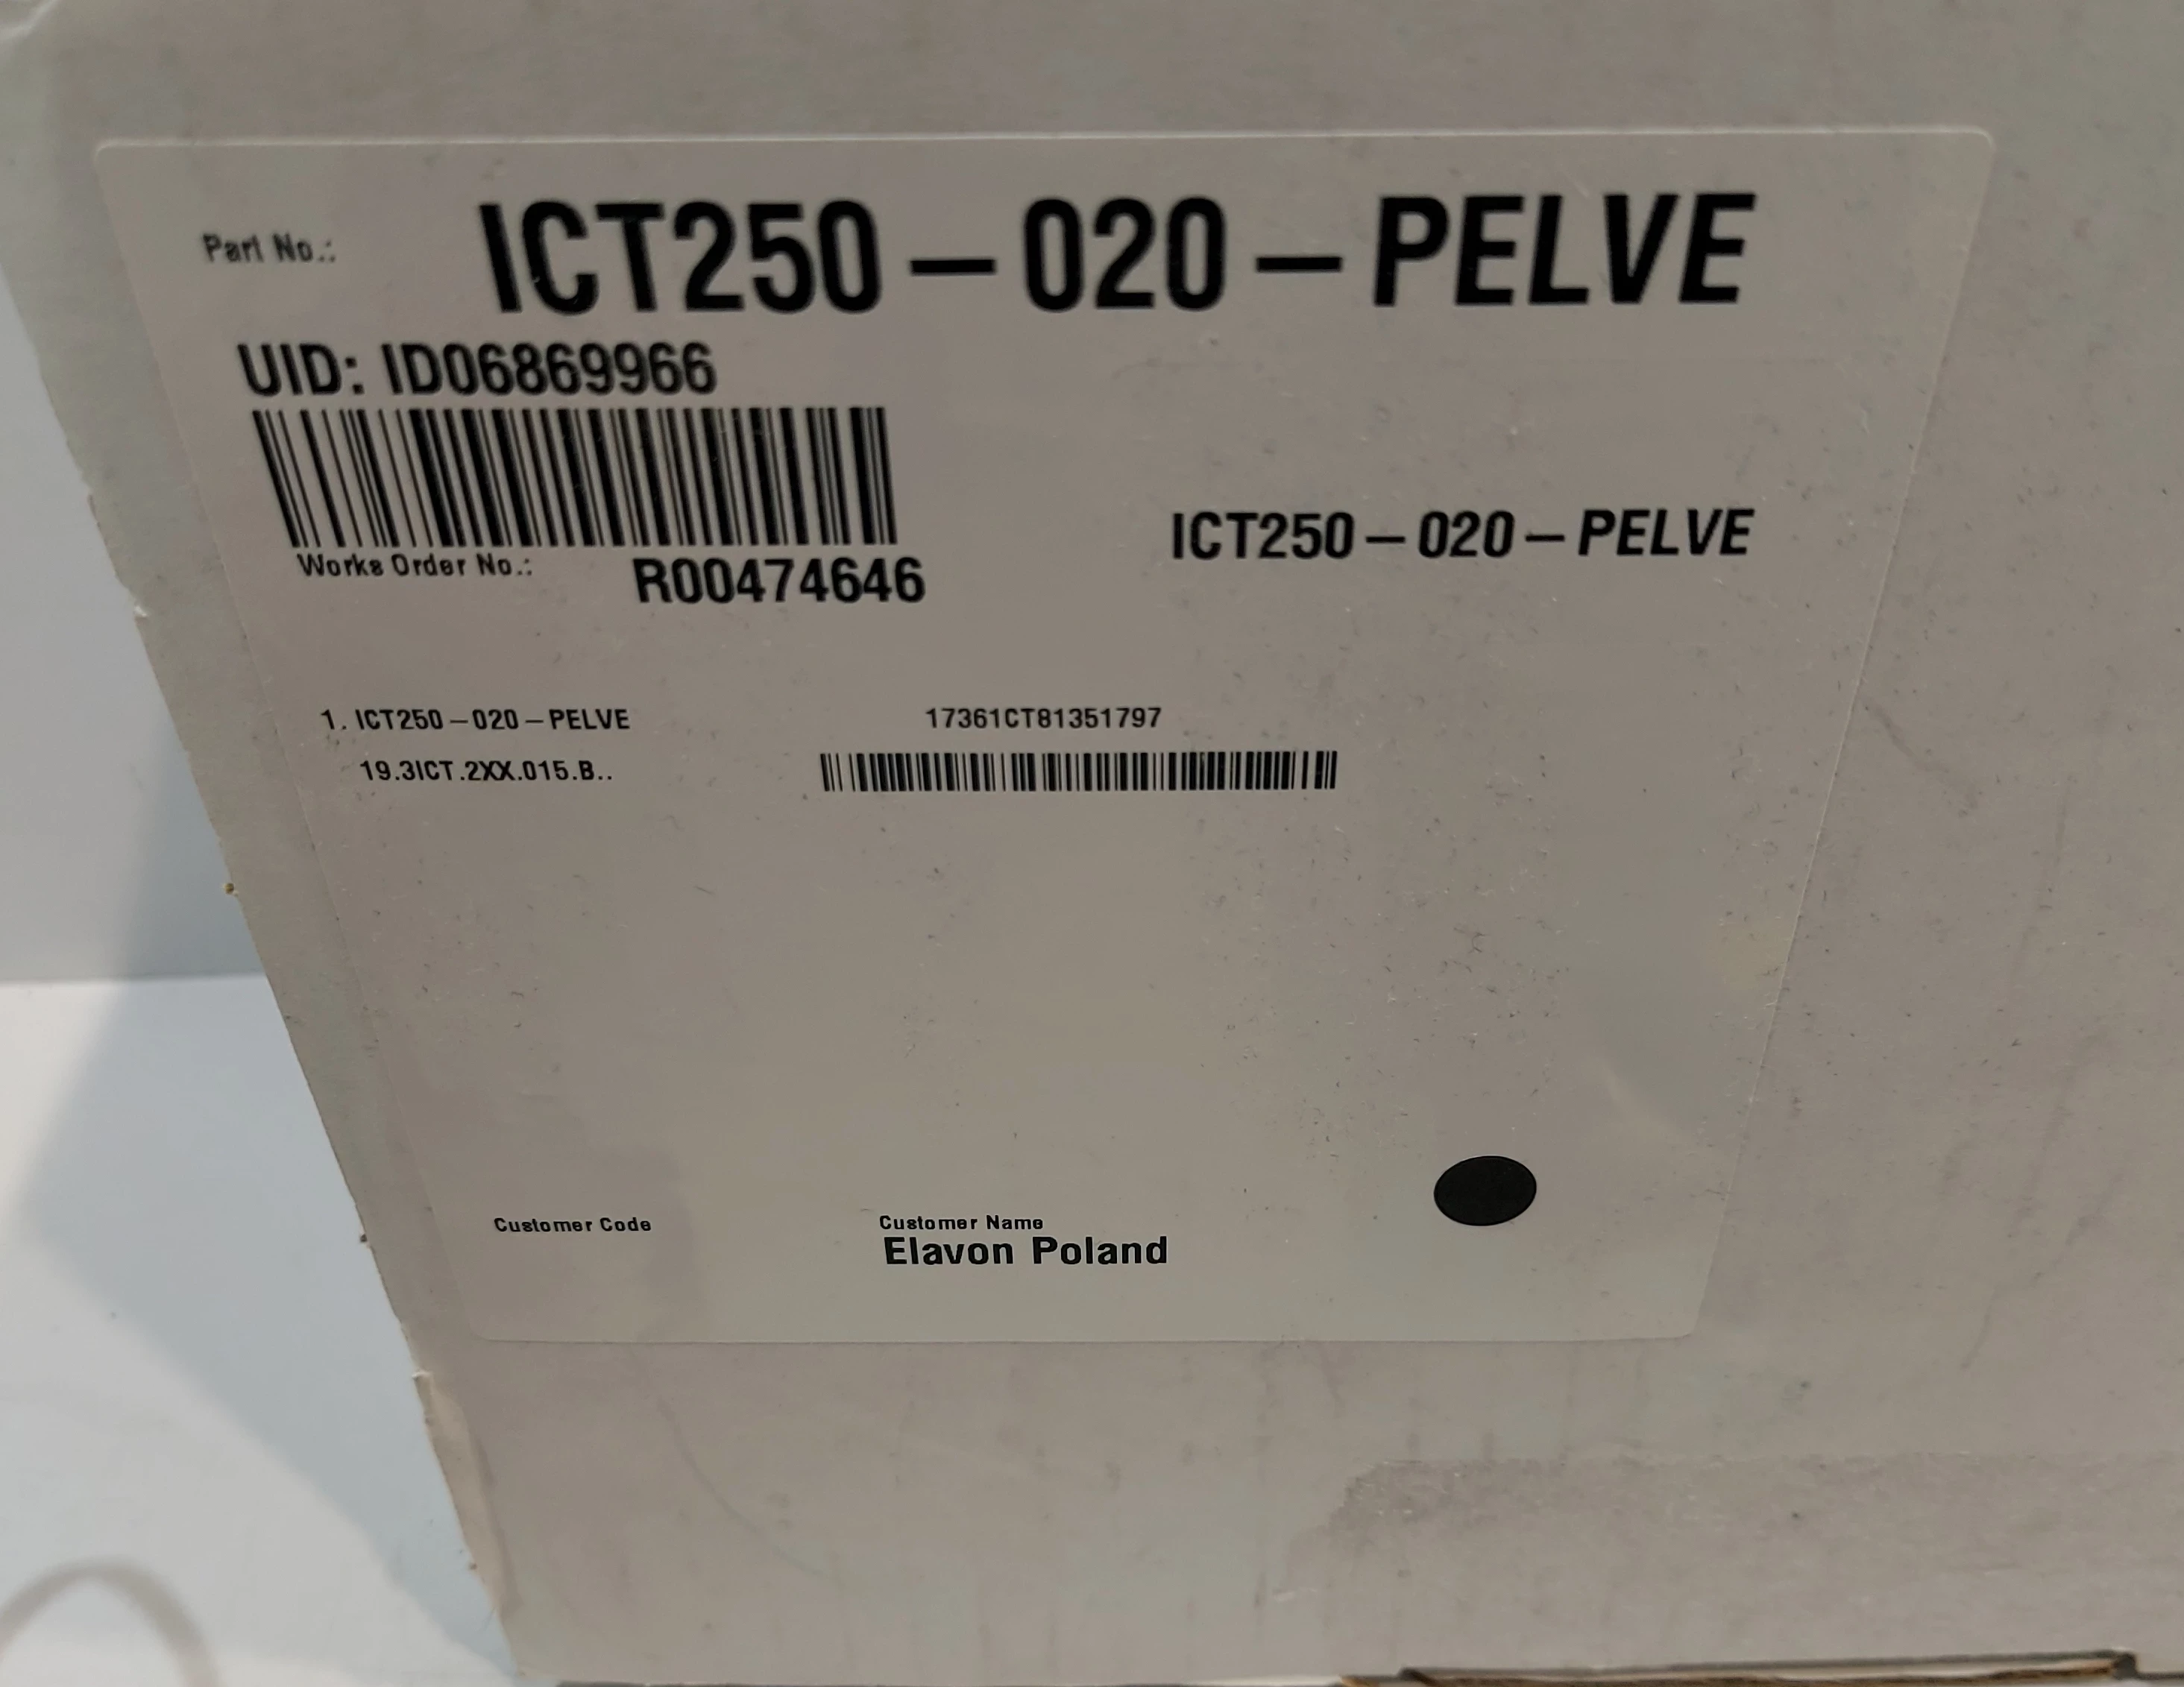 Part No.: ICT250-020-PELVE
UID: ID06869966
ICT250-020-PELVE
Works Order No.: R00474646
1. ICT250-020-PELVE 17361CT81351797
19.3ICT.2XX.015.B..
Customer Code Customer Name
Elavon Poland